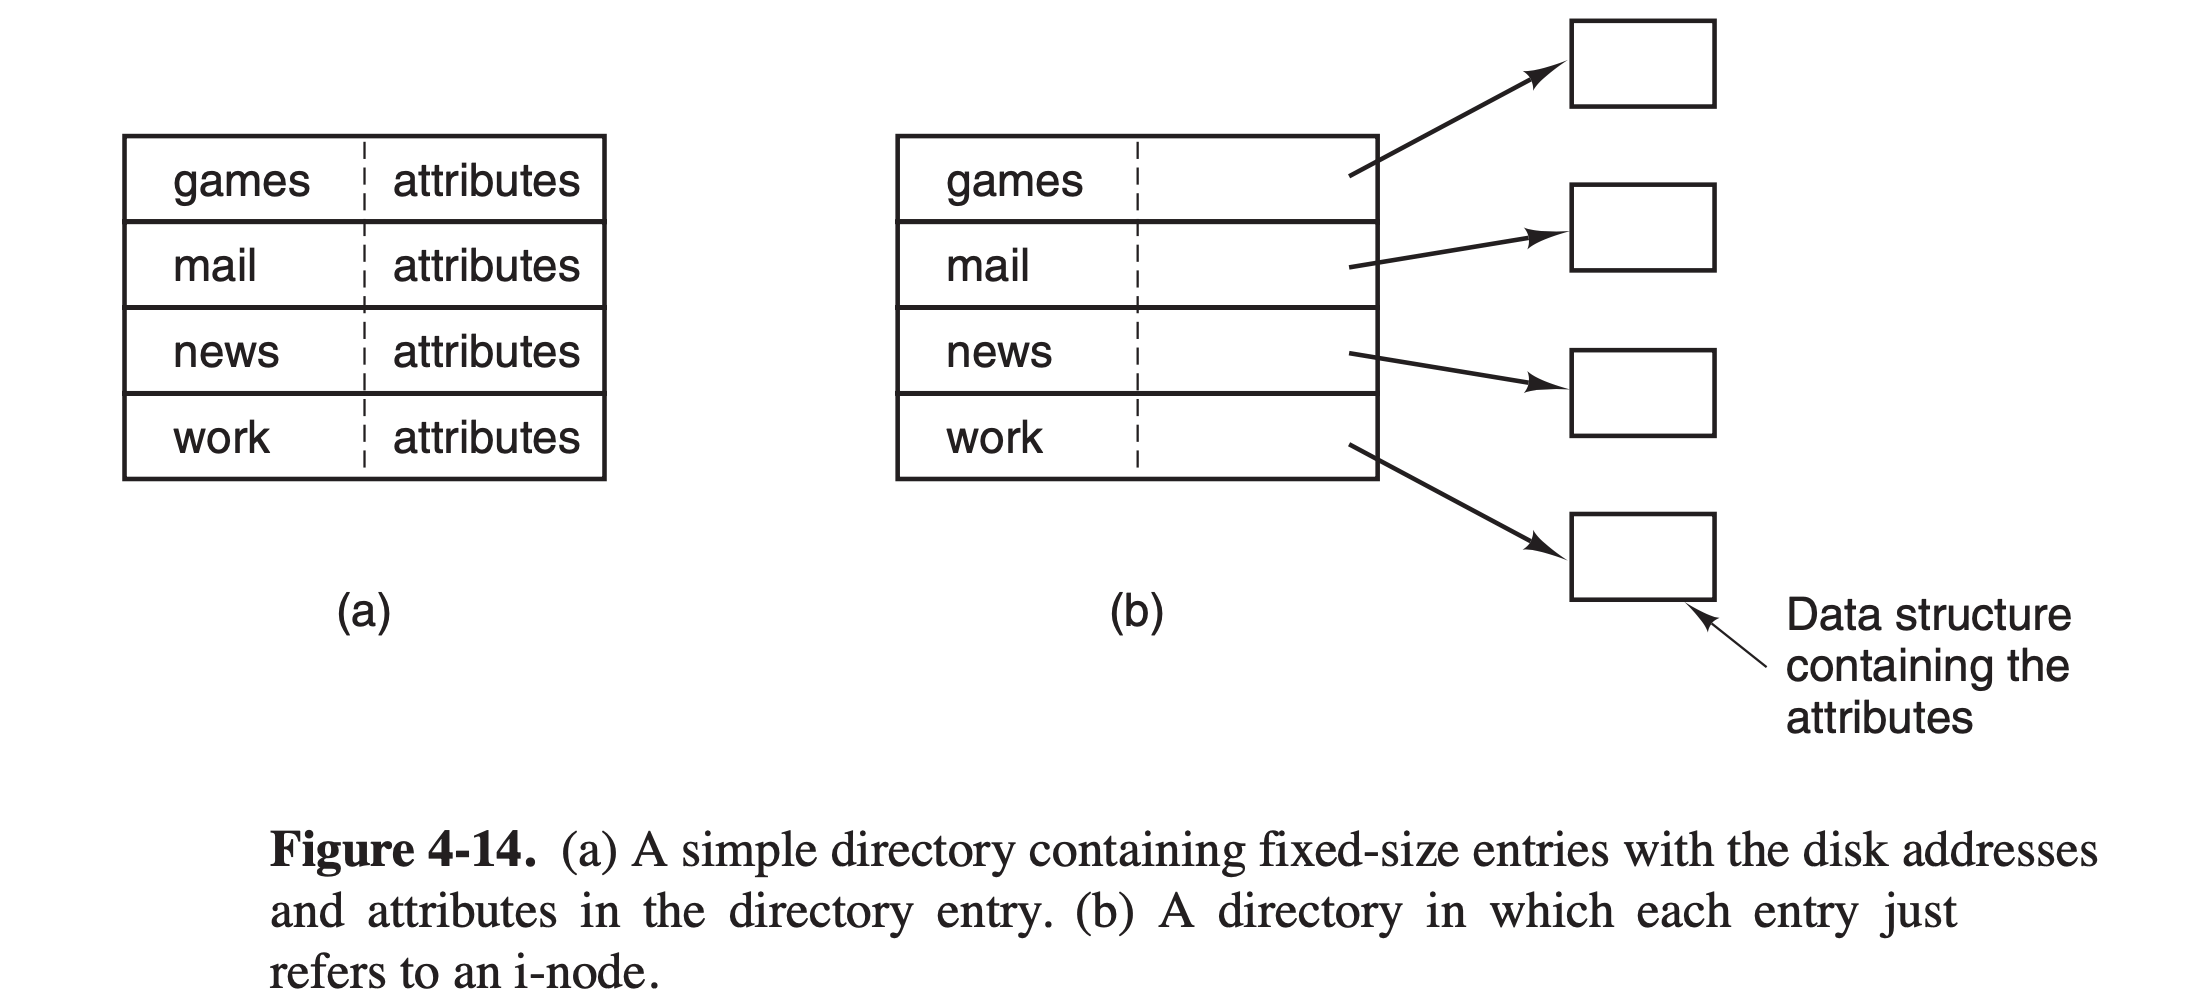 games attributes
mail attributes
news attributes
work attributes
(a)
games
mail
news
work
(b)
Data structure
containing the
attributes
Figure 4-14. (a) A simple directory containing fixed-size entries with the disk addresses
and attributes in the directory entry. (b) A directory in which each entry just
refers to an i-node.